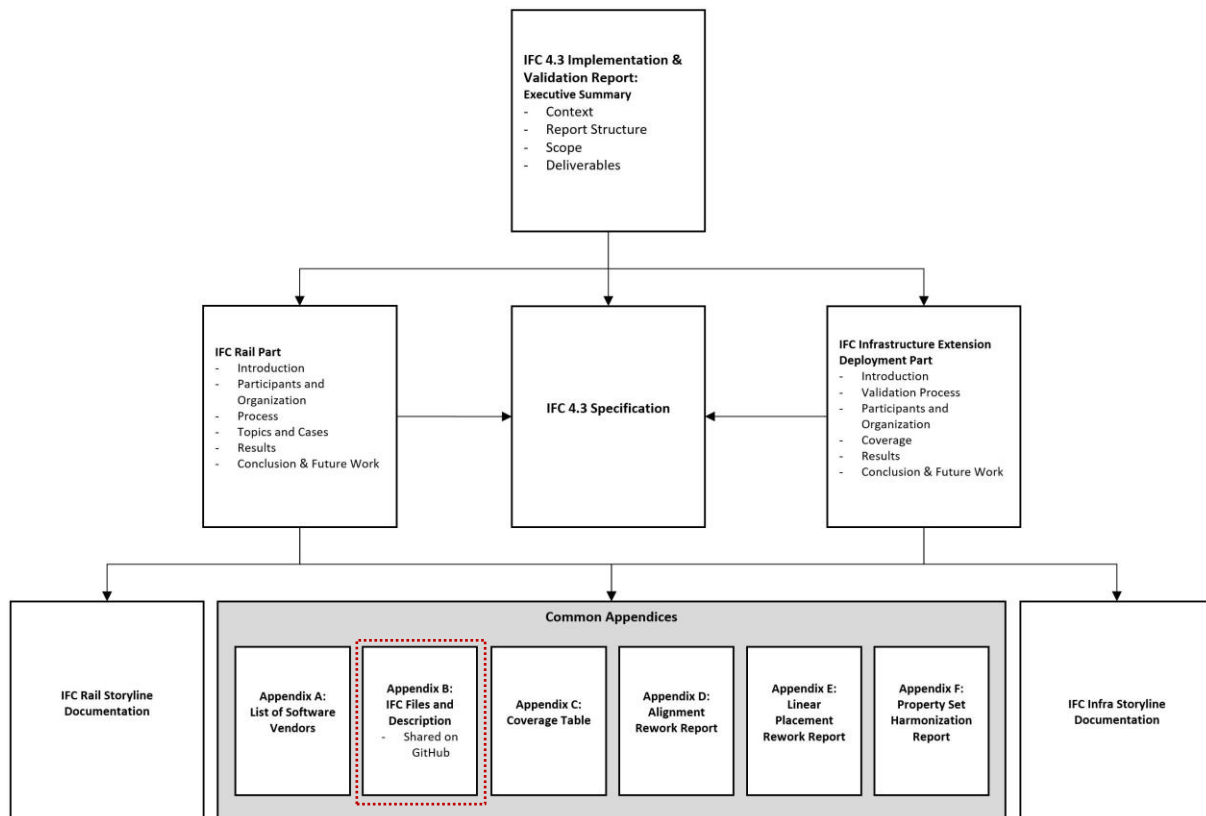 IFC 4.3 Implementation &
Validation Report:
Executive Summary
- Context
- Report Structure
- Scope
- Deliverables
IFC Rail Part
- Introduction
- Participants and
Organization
- Process
- Topics and Cases
- Results
- Conclusion & Future Work
IFC 4.3 Specification
IFC Infrastructure Extension
Deployment Part
- Introduction
- Validation Process
- Participants and
Organization
- Coverage
- Results
- Conclusion & Future Work
IFC Rail Storyline
Documentation
Common Appendices
Appendix A:
List of Software
Vendors
Appendix B:
IFC Files and
Description
- Shared on
GitHub
Appendix C:
Coverage Table
Appendix D:
Alignment
Rework Report
Appendix E:
Linear
Placement
Rework Report
Appendix F:
Property Set
Harmonization
Report
IFC Infra Storyline
Documentation